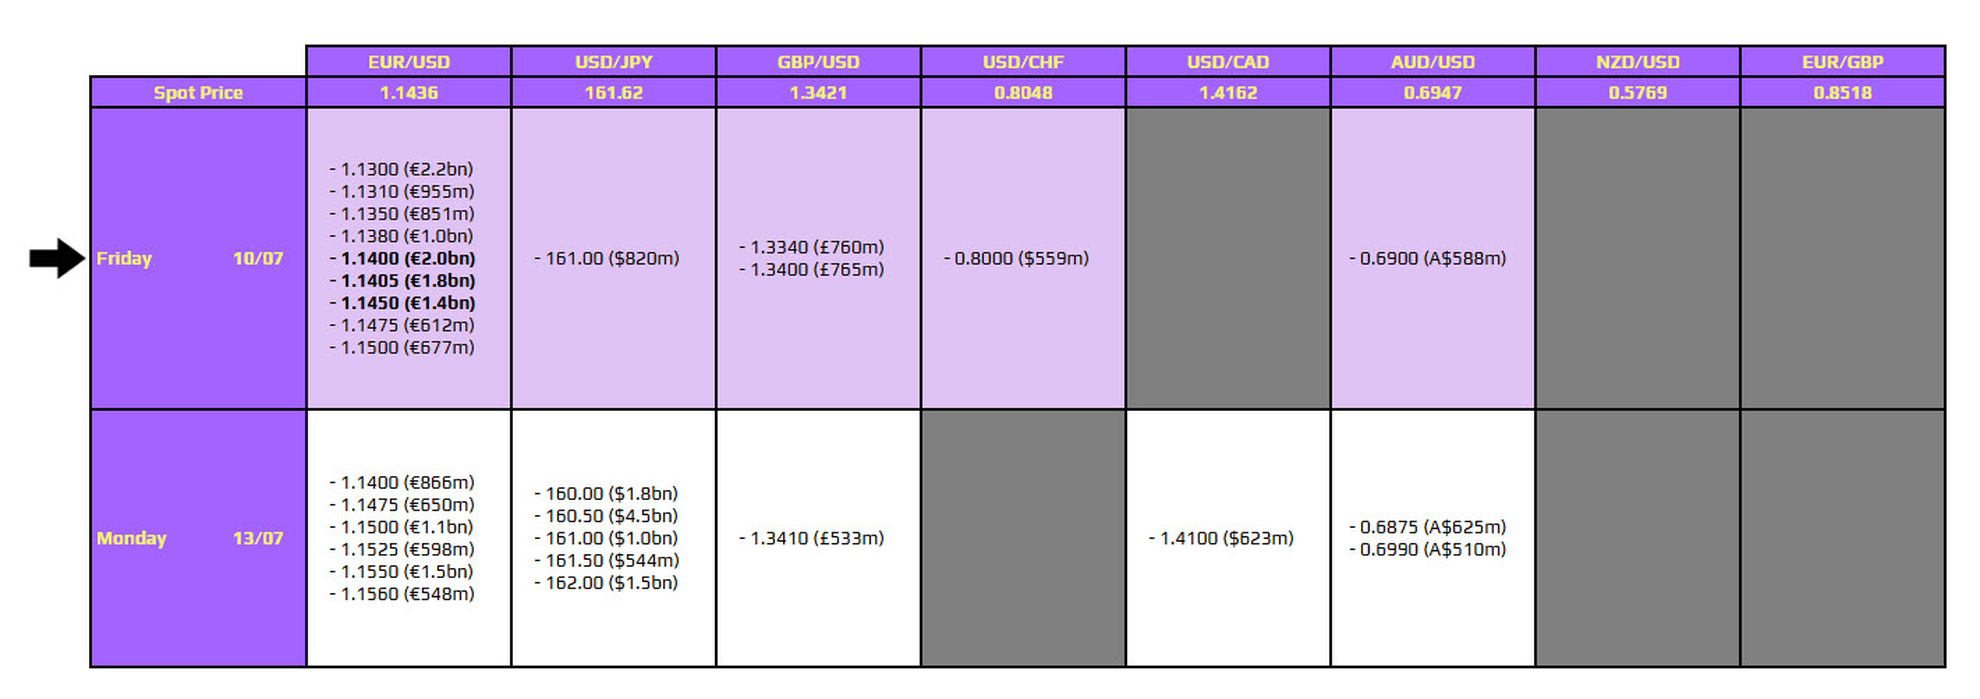 EUR/USD USD/JPY GBP/USD USD/CHF USD/CAD AUD/USD NZD/USD EUR/GBP
Spot Price 1.1436 161.62 1.3421 0.8048 1.4162 0.6947 0.5769 0.8518
Friday 10/07
- 1.1300 (€2.2bn)
- 1.1310 (€955m)
- 1.1350 (€851m)
- 1.1380 (€1.0bn)
- 1.1400 (€2.0bn)
- 1.1405 (€1.8bn)
- 1.1450 (€1.4bn)
- 1.1475 (€612m)
- 1.1500 (€677m)
- 161.00 ($820m)
- 1.3340 (£760m)
- 1.3400 (£765m)
- 0.8000 ($559m)
- 0.6900 (A$588m)
Monday 13/07
- 1.1400 (€866m)
- 1.1475 (€650m)
- 1.1500 (€1.1bn)
- 1.1525 (€598m)
- 1.1550 (€1.5bn)
- 1.1560 (€548m)
- 160.00 ($1.8bn)
- 160.50 ($4.5bn)
- 161.00 ($1.0bn)
- 161.50 ($544m)
- 162.00 ($1.5bn)
- 1.3410 (£533m)
- 1.4100 ($623m)
- 0.6875 (A$625m)
- 0.6990 (A$510m)